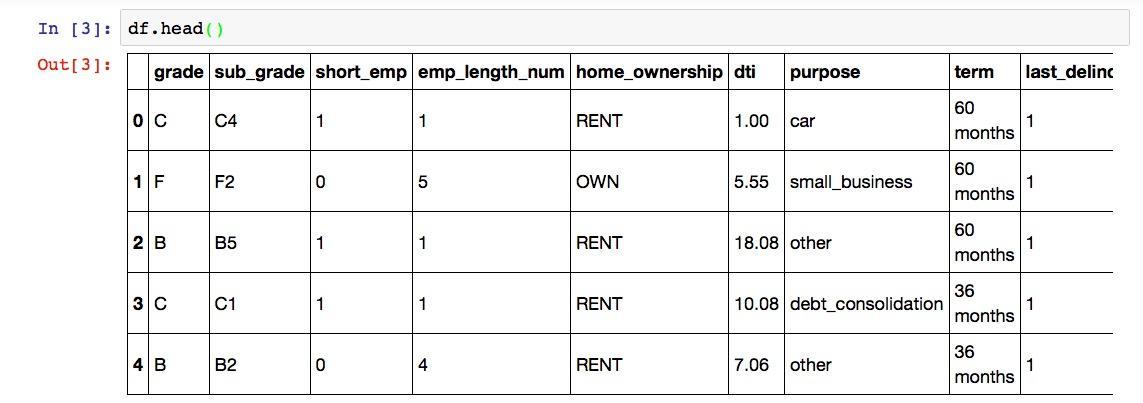 In [3]: df.head()
Out[3]:
grade sub_grade short_emp emp_length_num home_ownership dti purpose term last_delinc
0 C C4 1 1 RENT 1.00 car 60 months 1
1 F F2 0 5 OWN 5.55 small_business 60 months 1
2 B B5 1 1 RENT 18.08 other 60 months 1
3 C C1 1 1 RENT 10.08 debt_consolidation 36 months 1
4 B B2 0 4 RENT 7.06 other 36 months 1